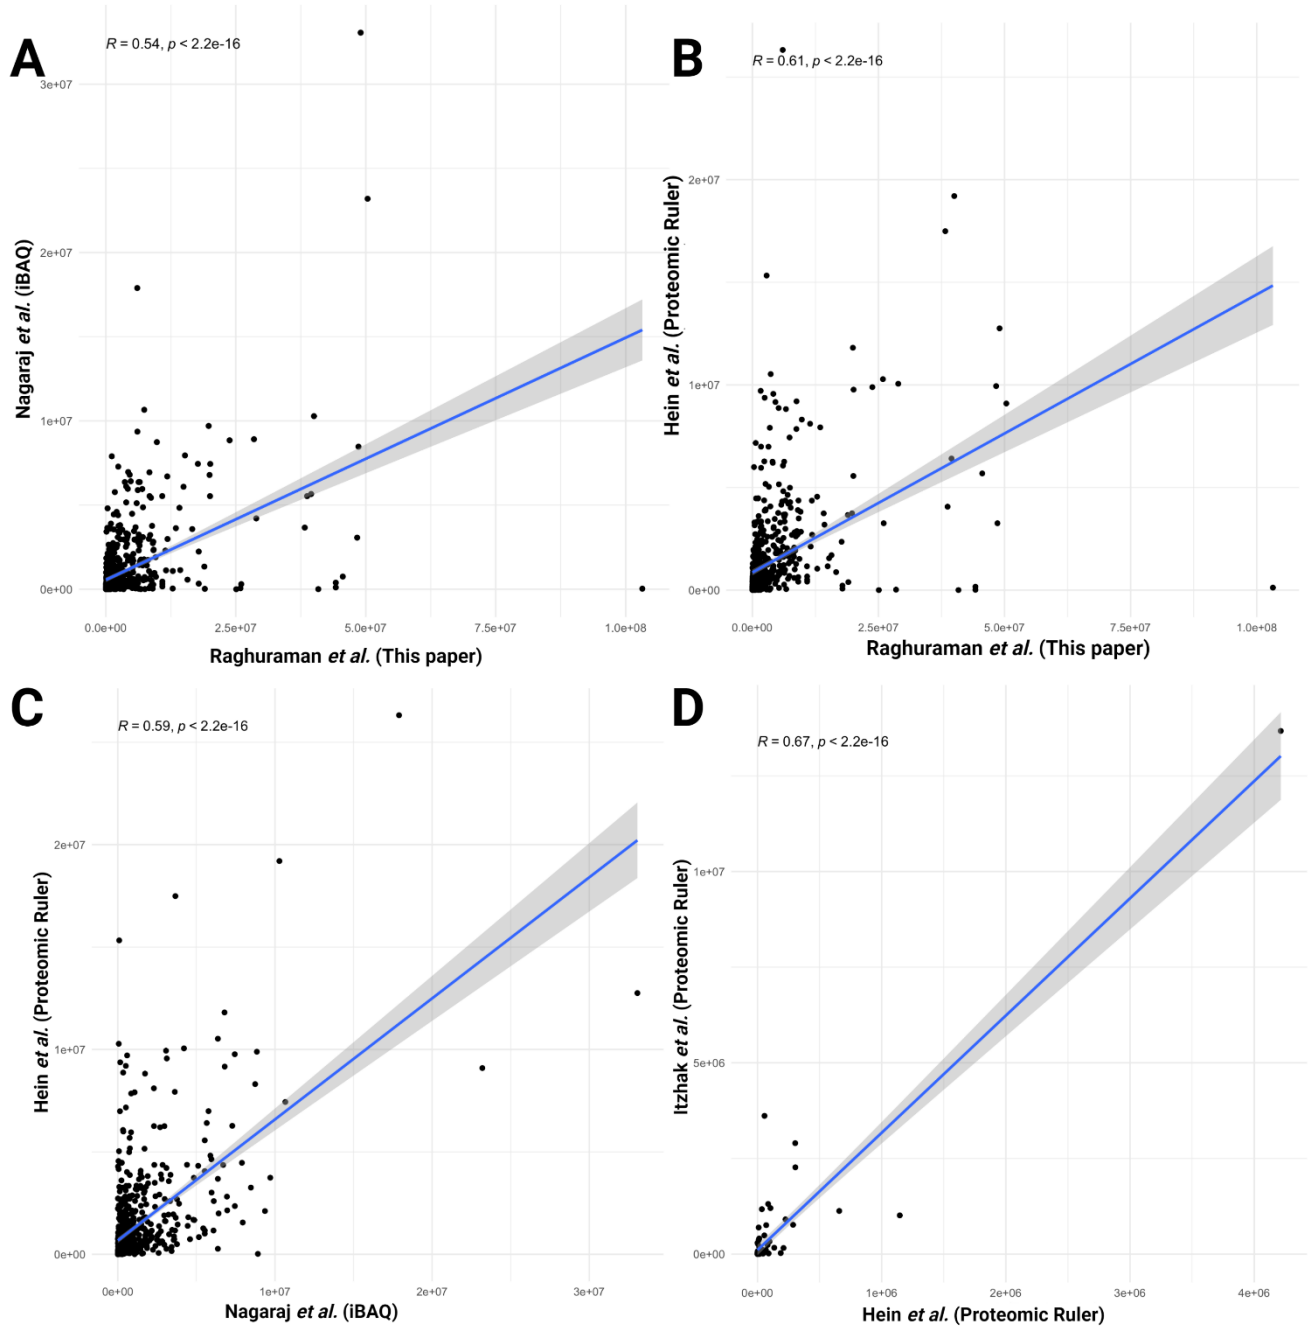 A
R = 0.54, p < 2.2e-16
3e+07
2e+07
1e+07
0e+00
Nagaraj et al. (iBAQ)
0.0e+00 2.5e+07 5.0e+07 7.5e+07 1.0e+08
Raghuraman et al. (This paper)
B
R = 0.61, p < 2.2e-16
2e+07
1e+07
0e+00
Hein et al. (Proteomic Ruler)
0.0e+00 2.5e+07 5.0e+07 7.5e+07 1.0e+08
Raghuraman et al. (This paper)
C
R = 0.59, p < 2.2e-16
2e+07
1e+07
0e+00
Hein et al. (Proteomic Ruler)
0e+00 1e+07 2e+07 3e+07
Nagaraj et al. (iBAQ)
D
R = 0.67, p < 2.2e-16
1e+07
5e+06
0e+00
Itzhak et al. (Proteomic Ruler)
0e+00 1e+06 2e+06 3e+06 4e+06
Hein et al. (Proteomic Ruler)